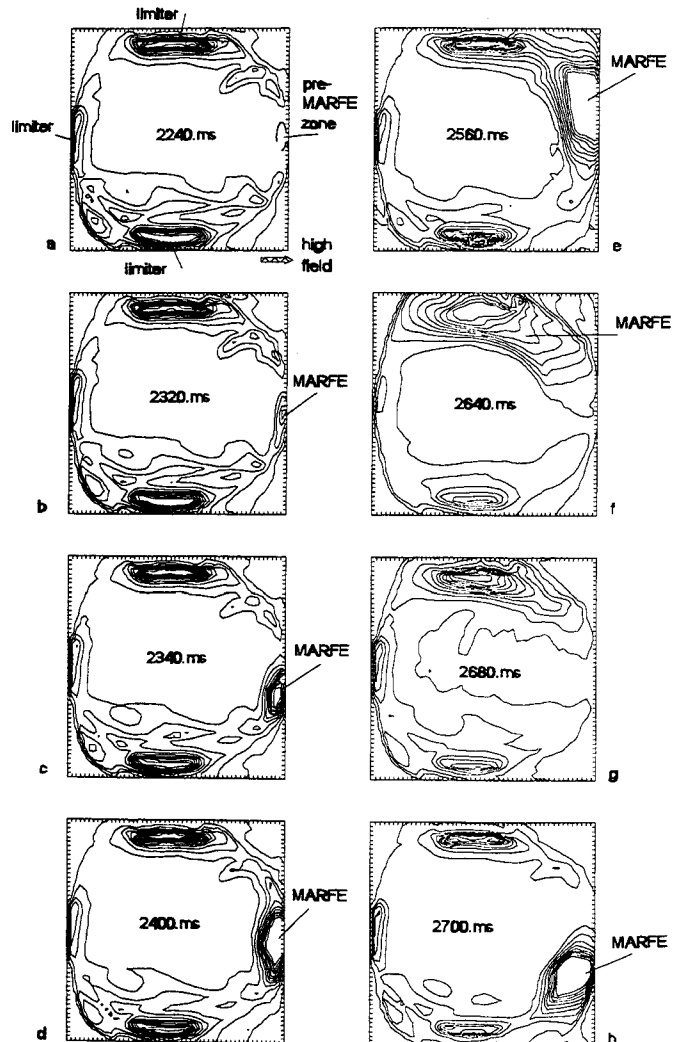 limiter
limiter
2240.ms
pre-
MARFE
zone
a
limiter
high
field
2560.ms
MARFE
e
2320.ms
MARFE
b
2640.ms
MARFE
f
2340.ms
MARFE
c
2680.ms
g
2400.ms
MARFE
d
2700.ms
MARFE
h